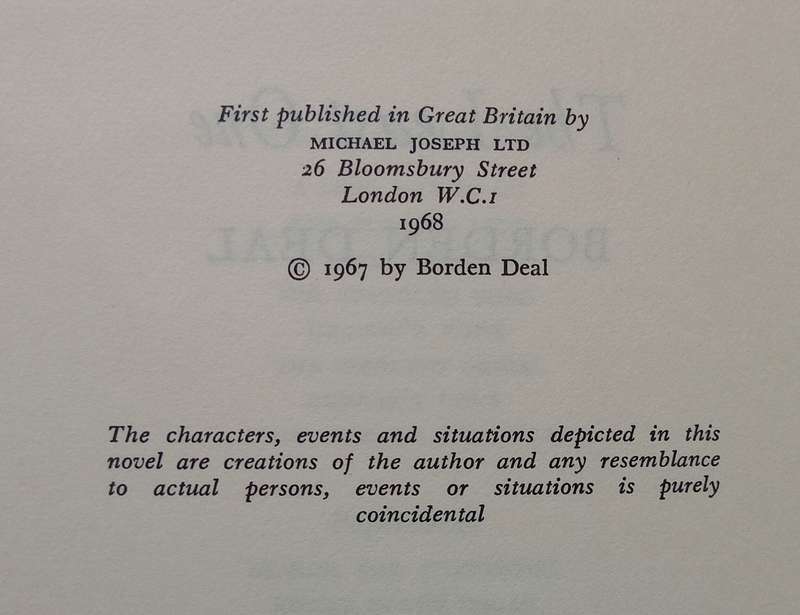 First published in Great Britain by
MICHAEL JOSEPH LTD
26 Bloomsbury Street
London W.C.1
1968
© 1967 by Borden Deal
The characters, events and situations depicted in this
novel are creations of the author and any resemblance
to actual persons, events or situations is purely
coincidental